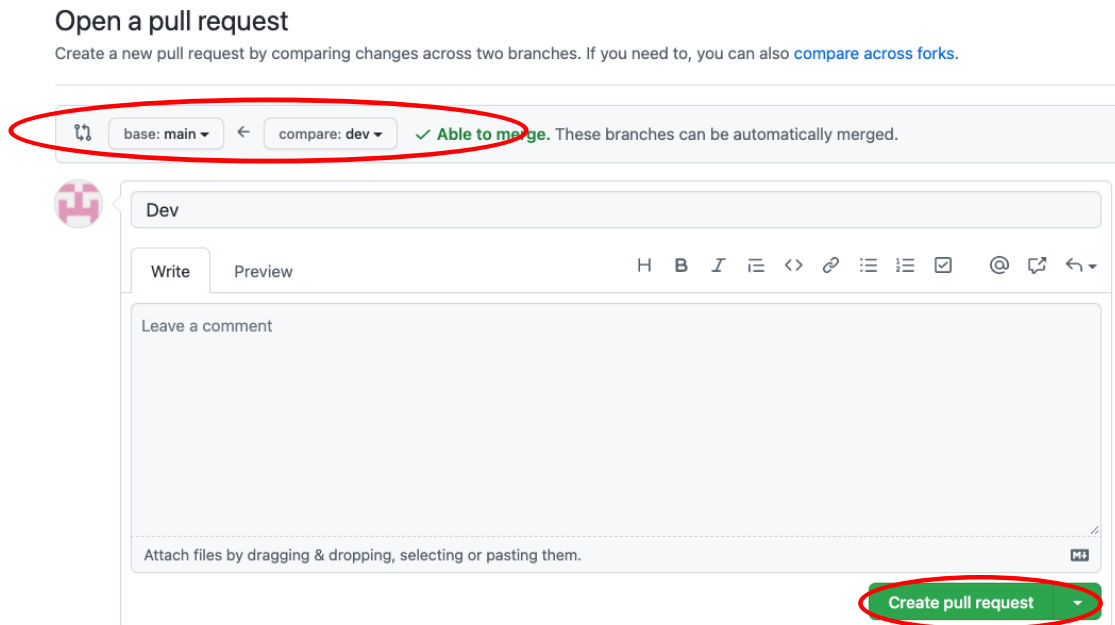 Open a pull request
Create a new pull request by comparing changes across two branches. If you need to, you can also compare across forks.
base: main compare: dev Able to merge. These branches can be automatically merged.
Dev
Write Preview H B I @
Leave a comment
Attach files by dragging & dropping, selecting or pasting them. M↓
Create pull request